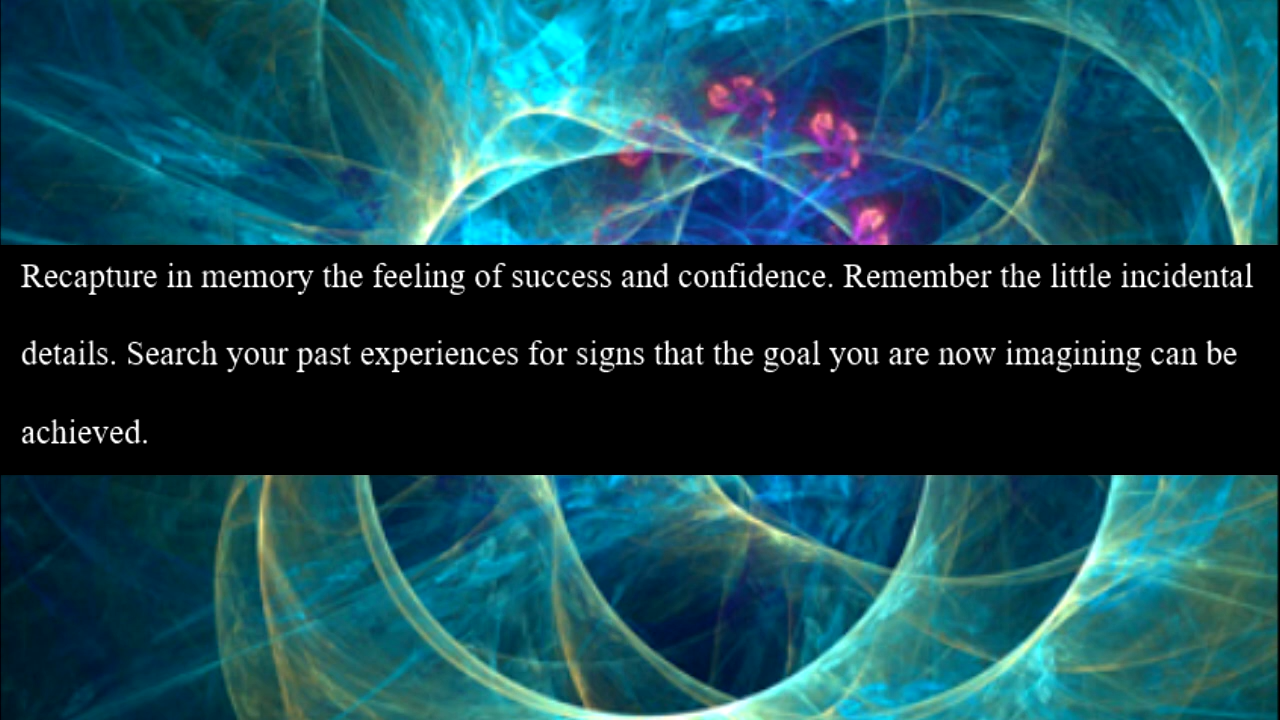 Recapture in memory the feeling of success and confidence. Remember the little incidental
details. Search your past experiences for signs that the goal you are now imagining can be
achieved.